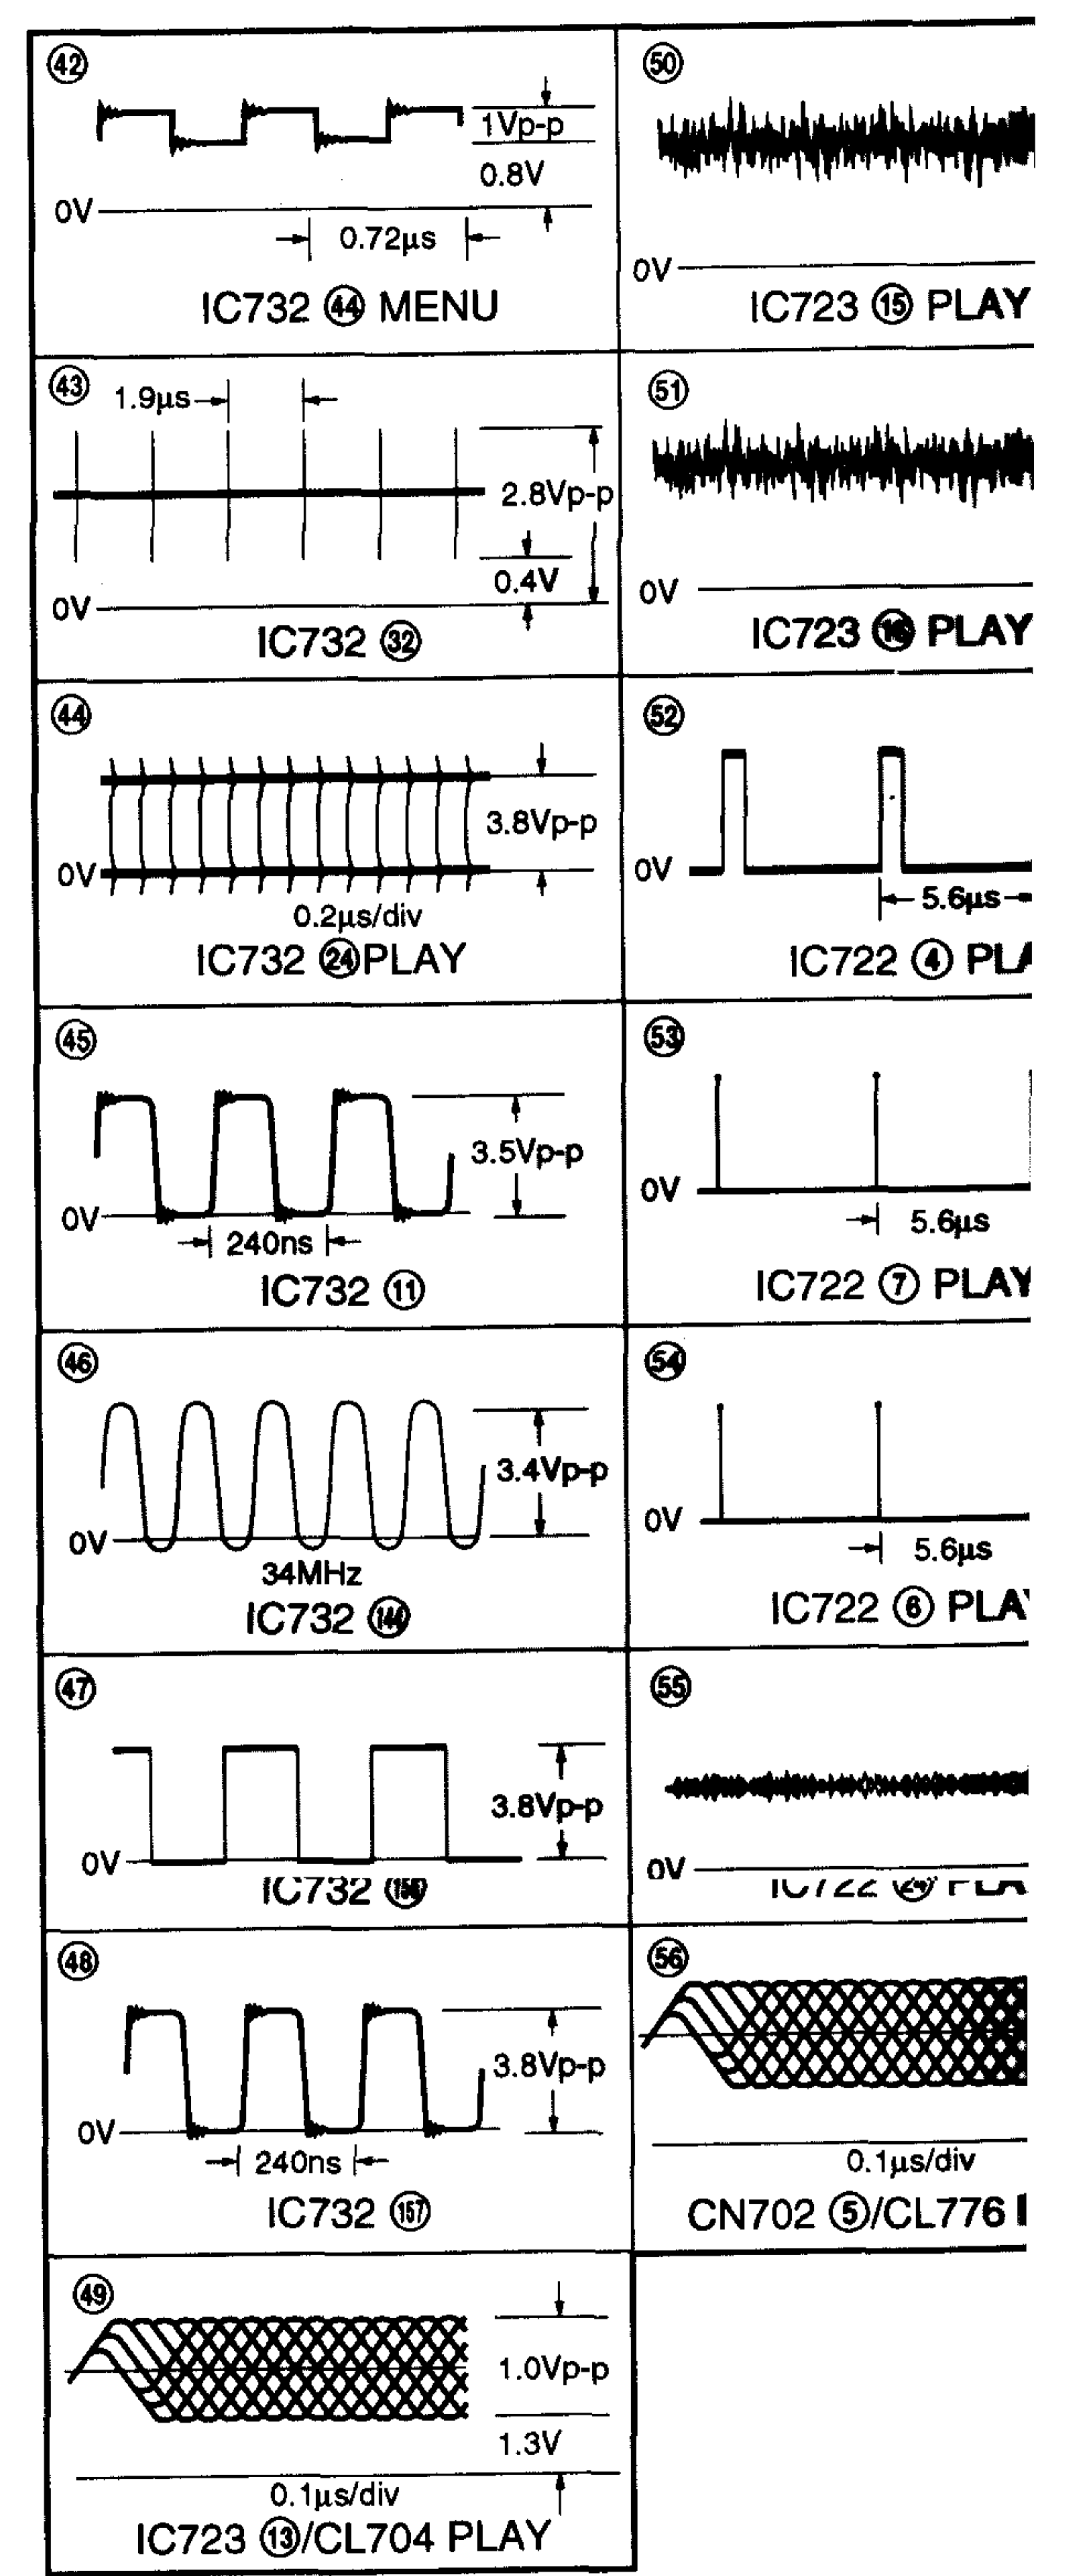 ㊷
1Vp-p
0.8V
0V
0.72μs
IC732 ㊹ MENU
㊸
1.9μs
2.8Vp-p
0.4V
0V
IC732 ㉜
㊹
3.8Vp-p
0V
0.2μs/div
IC732 ㉔PLAY
㊺
3.5Vp-p
0V
240ns
IC732 ⑪
㊻
3.4Vp-p
0V
34MHz
IC732
㊼
3.8Vp-p
0V
IC732
㊽
3.8Vp-p
0V
240ns
IC732 (157)
㊾
1.0Vp-p
1.3V
0.1μs/div
IC723 ⑬/CL704 PLAY
㊿
0V
IC723 ⑮ PLAY
(51)
0V
IC723 ⑯ PLAY
(52)
0V
5.6μs
IC722 ④ PLA
(53)
0V
5.6μs
IC722 ⑦ PLAY
(54)
0V
5.6μs
IC722 ⑥ PLA
(55)
0V
(56)
0.1μs/div
CN702 ⑤/CL776